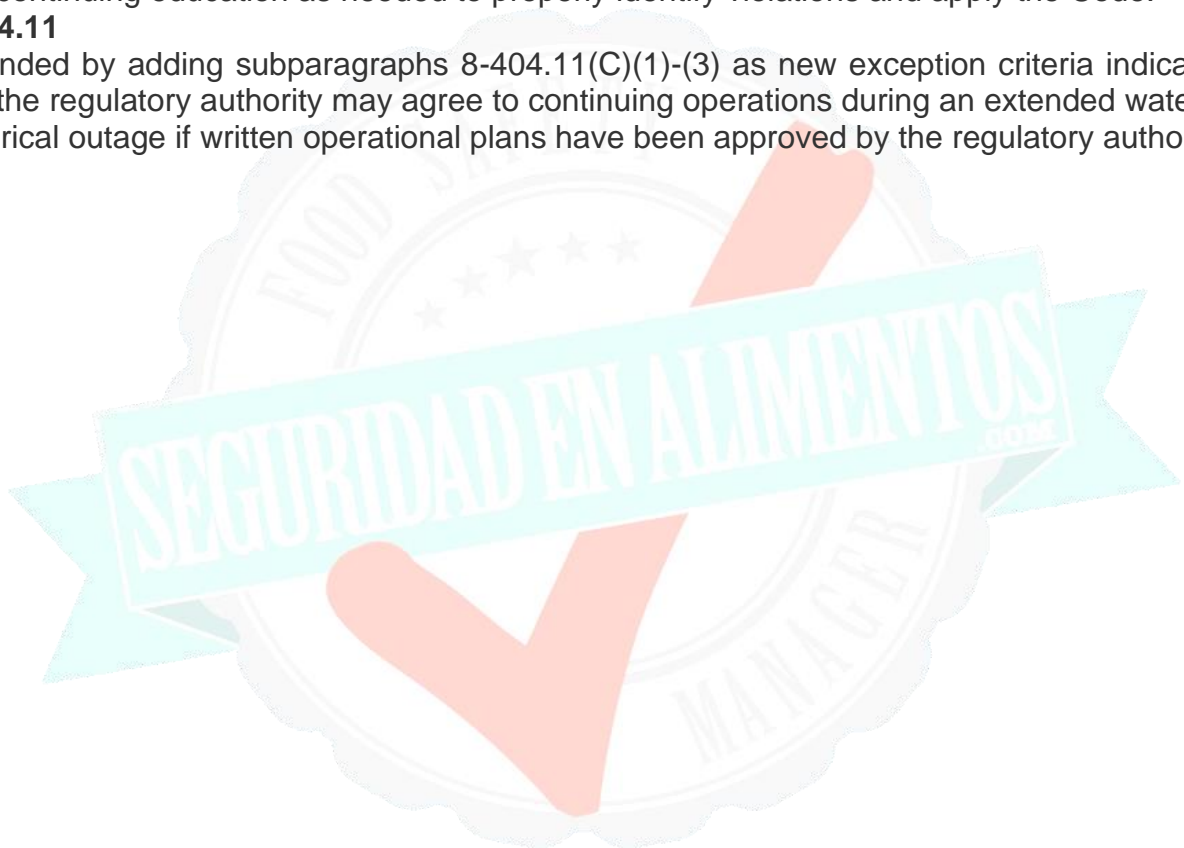 continuing education as needed to properly identify violations and apply the Code.
4.11
nded by adding subparagraphs 8-404.11(C)(1)-(3) as new exception criteria indica
the regulatory authority may agree to continuing operations during an extended wate
rical outage if written operational plans have been approved by the regulatory autho
FOOD SAFETY
SEGURIDAD EN ALIMENTOS
.COM
MANAGER